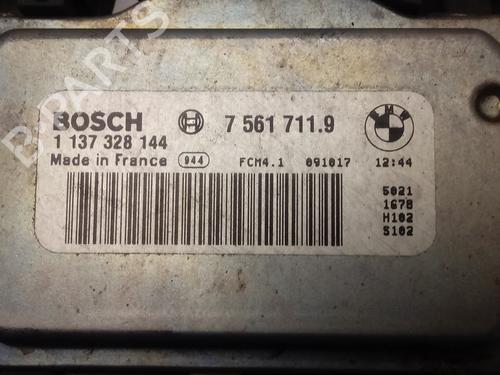 BOSCH 7 561 711.9 BMW
1 137 328 144
Made in France 944 FCM4.1 091017 12:44
5021
1678
H102
S102
B-PARTS